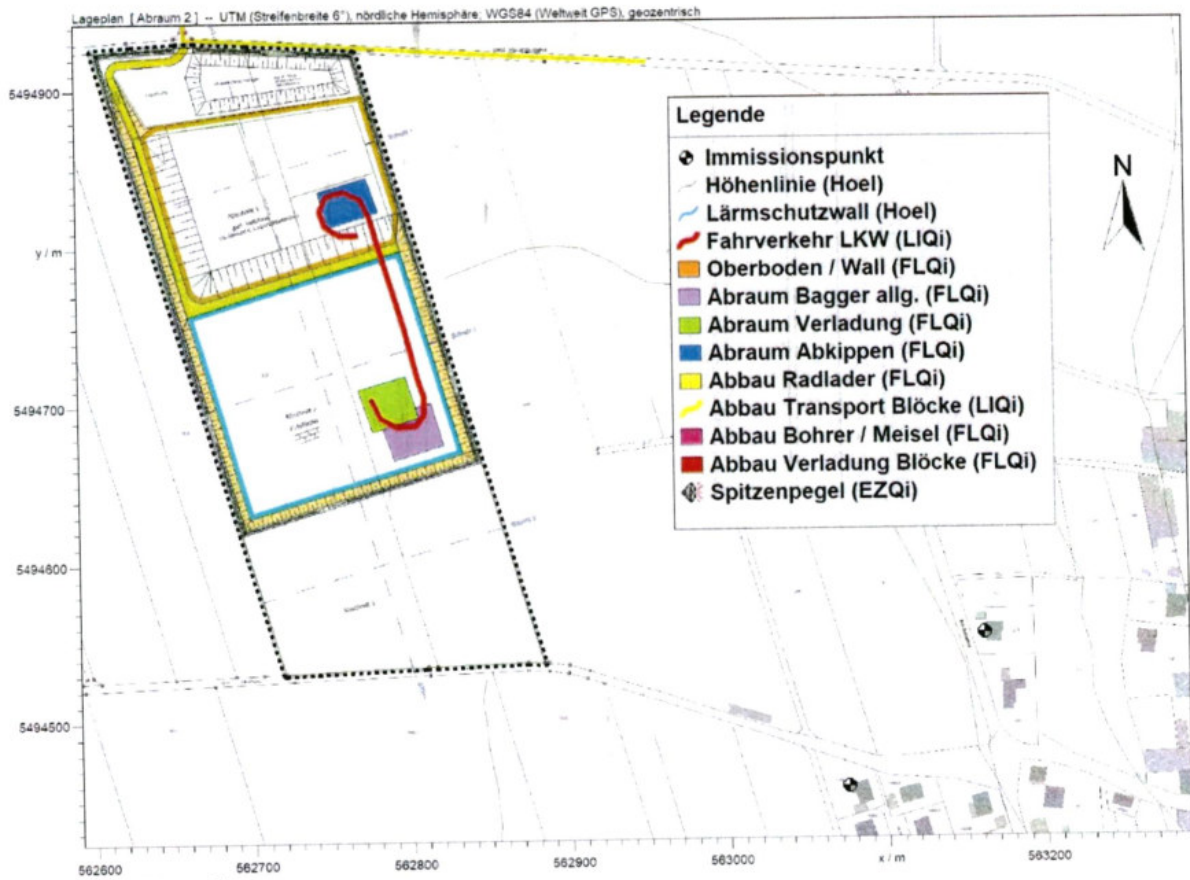 Lageplan [ Abraum 2 ] -- UTM (Streifenbreite 6°), nördliche Hemisphäre; WGS84 (Weltweit GPS), geozentrisch
5494900
y / m
5494700
5494600
5494500
562600
562700
562800
562900
563000
x / m
563200
Legende
Immissionspunkt
Höhenlinie (Hoel)
Lärmschutzwall (Hoel)
Fahrverkehr LKW (LIQi)
Oberboden / Wall (FLQi)
Abraum Bagger allg. (FLQi)
Abraum Verladung (FLQi)
Abraum Abkippen (FLQi)
Abbau Radlader (FLQi)
Abbau Transport Blöcke (LIQi)
Abbau Bohrer / Meisel (FLQi)
Abbau Verladung Blöcke (FLQi)
Spitzenpegel (EZQi)
N